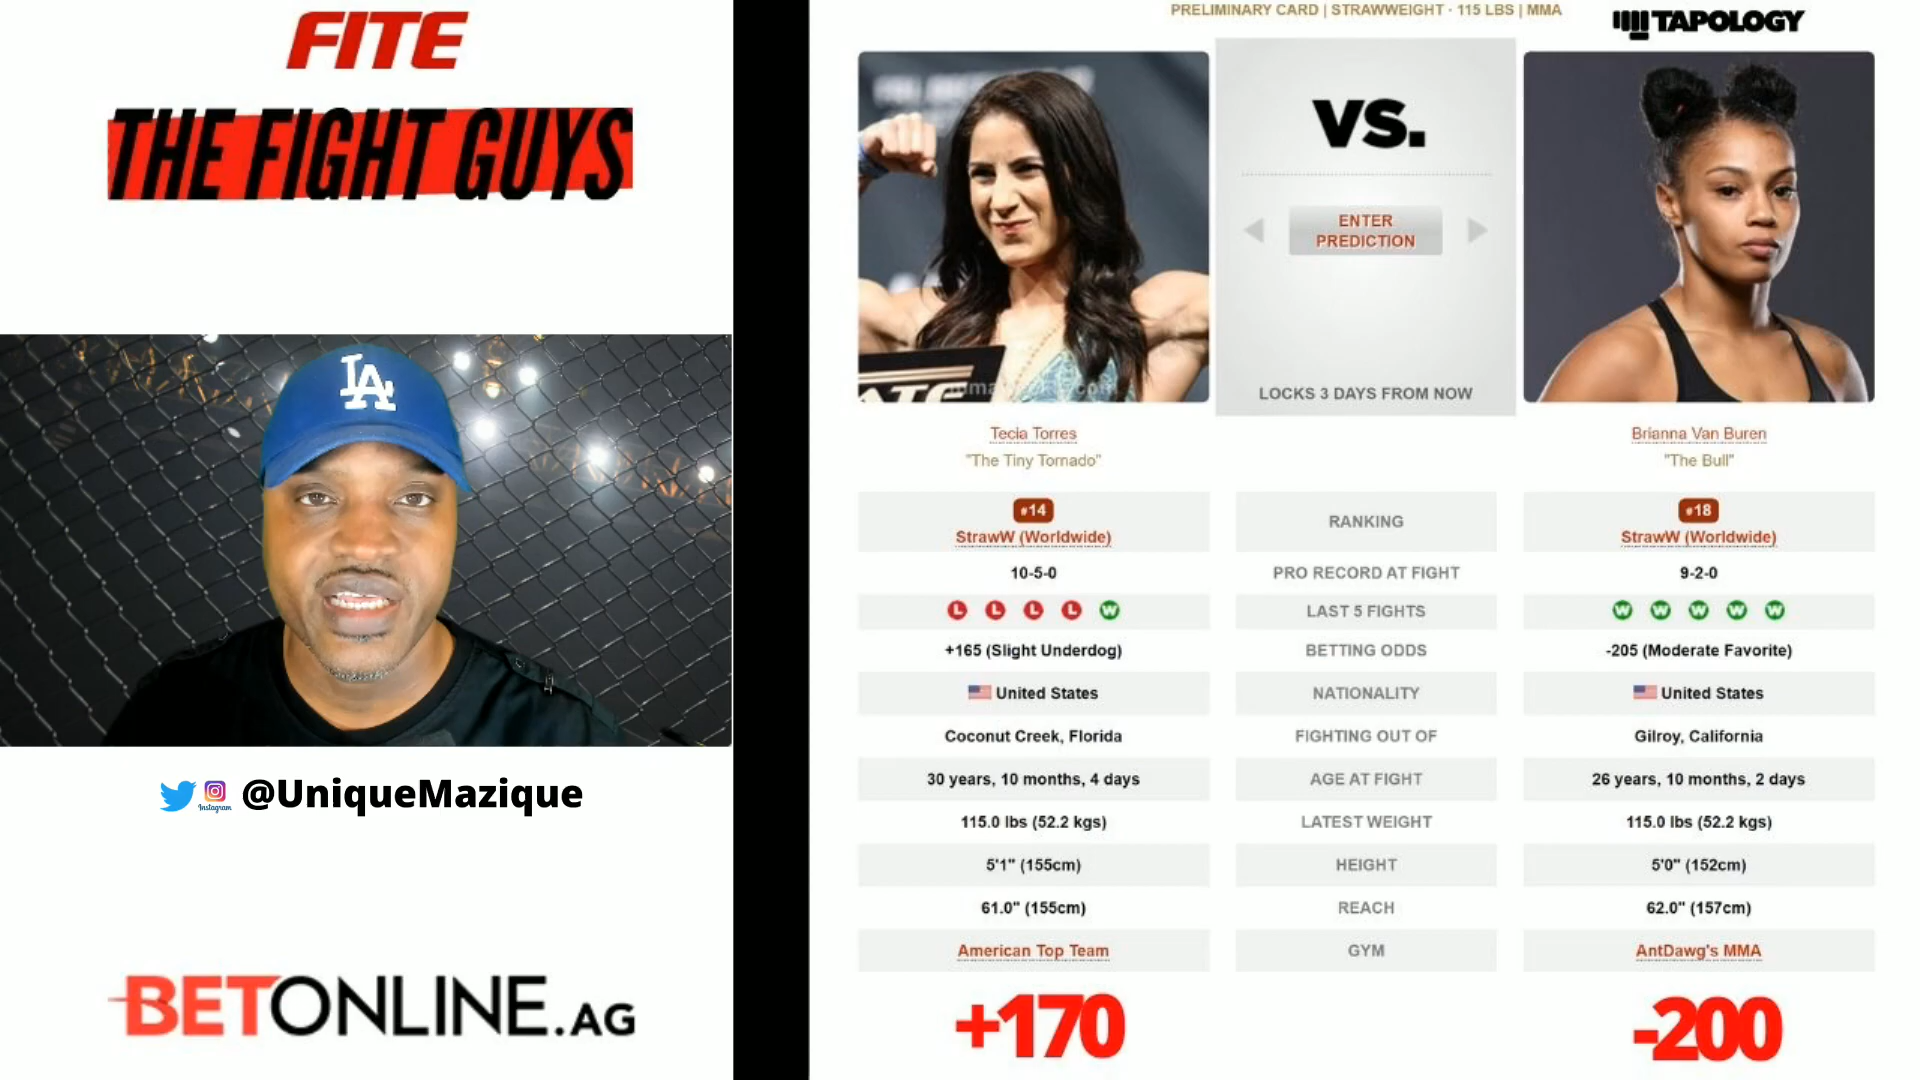 FITE
THE FIGHT GUYS
LA
@UniqueMazique
Instagram
BETONLINE.AG
PRELIMINARY CARD | STRAWWEIGHT · 115 LBS | MMA
TAPOLOGY
VS.
ENTER
PREDICTION
LOCKS 3 DAYS FROM NOW
Tecia Torres
"The Tiny Tornado"
Brianna Van Buren
"The Bull"
#14
StrawW (Worldwide)
RANKING
#18
StrawW (Worldwide)
10-5-0 PRO RECORD AT FIGHT 9-2-0
L L L L W LAST 5 FIGHTS W W W W W
+165 (Slight Underdog) BETTING ODDS -205 (Moderate Favorite)
United States NATIONALITY United States
Coconut Creek, Florida FIGHTING OUT OF Gilroy, California
30 years, 10 months, 4 days AGE AT FIGHT 26 years, 10 months, 2 days
115.0 lbs (52.2 kgs) LATEST WEIGHT 115.0 lbs (52.2 kgs)
5'1" (155cm) HEIGHT 5'0" (152cm)
61.0" (155cm) REACH 62.0" (157cm)
American Top Team GYM AntDawg's MMA
+170 -200